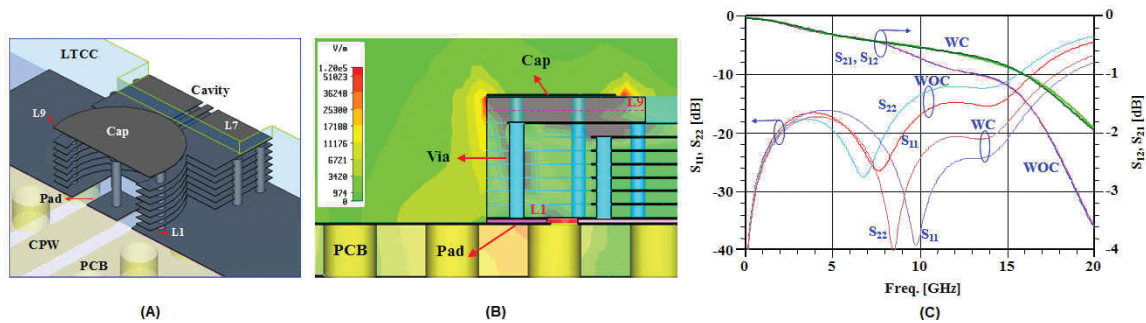 LTCC
Cavity
L9
Cap
L7
Pad
L1
CPW
PCB
(A)
V/m
1.20e5
51023
36248
25300
17188
11176
6721
3420
974
0
Cap
L9
Via
L1
PCB
Pad
(B)
0
-10
-20
-30
-40
S11, S22 [dB]
0
-1
-2
-3
-4
S12, S21 [dB]
WC
S21, S12
WOC
S22
WC
S11
WOC
S22
S11
0
5
10
15
20
Freq. [GHz]
(C)